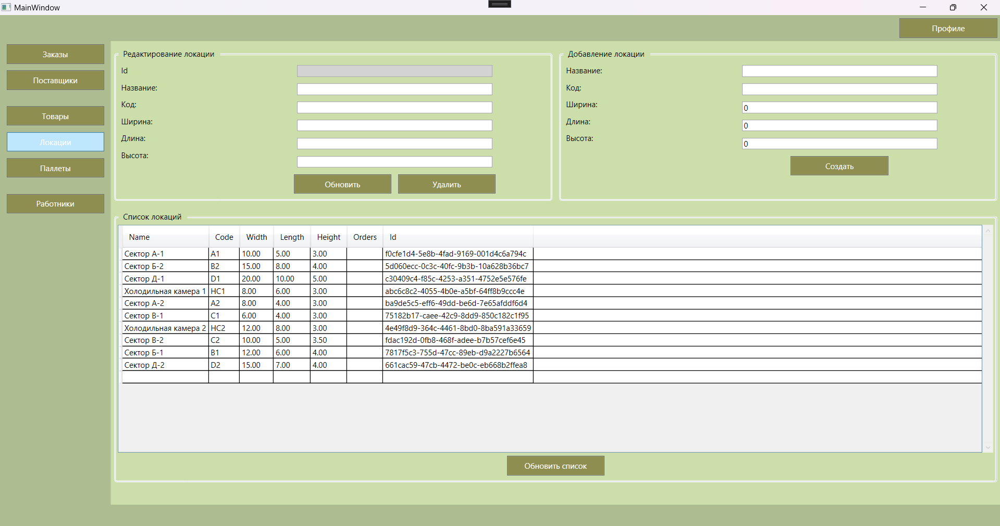 MainWindow
Профиле
Заказы
Поставщики
Товары
Локации
Паллеты
Работники
Редактирование локации
Id
Название:
Код:
Ширина:
Длина:
Высота:
Обновить Удалить
Добавление локации
Название:
Код:
Ширина: 0
Длина: 0
Высота: 0
Создать
Список локаций
Name Code Width Length Height Orders Id
Сектор А-1 A1 10.00 5.00 3.00 f0cfe1d4-5e8b-4fad-9169-001d4c6a794c
Сектор Б-2 B2 15.00 8.00 4.00 5d060ecc-0c3c-40fc-9b3b-10a628b36bc7
Сектор Д-1 D1 20.00 10.00 5.00 c30409c4-f85c-4253-a351-4752e5e576fe
Холодильная камера 1 HC1 8.00 6.00 3.00 abc6c8c2-4055-4b0e-a5bf-64ff8b9ccc4e
Сектор А-2 A2 8.00 4.00 3.00 ba9de5c5-eff6-49dd-be6d-7e65afddf6d4
Сектор В-1 C1 6.00 4.00 3.00 75182b17-caee-42c9-8dd9-850c182c1f95
Холодильная камера 2 HC2 12.00 8.00 3.00 4e49f8d9-364c-4461-8bd0-8ba591a33659
Сектор В-2 C2 10.00 5.00 3.50 fdac192d-0fb8-468f-adee-b7b57cef6e45
Сектор Б-1 B1 12.00 6.00 4.00 7817f5c3-755d-47cc-89eb-d9a2227b6564
Сектор Д-2 D2 15.00 7.00 4.00 661cac59-47cb-4472-be0c-eb668b2ffea8
Обновить список